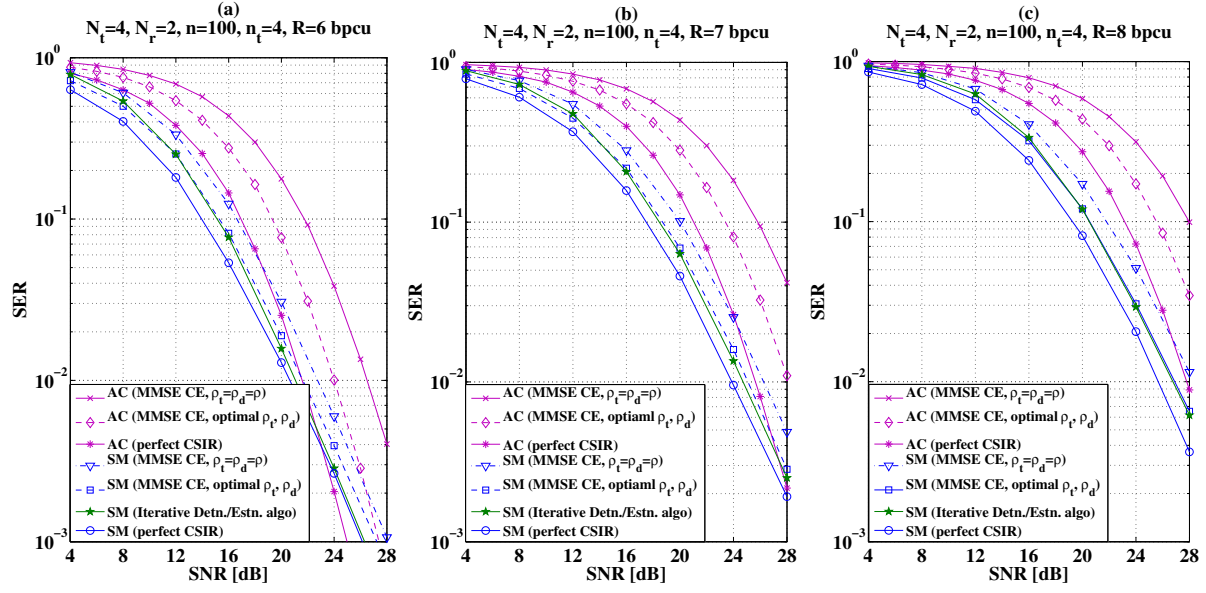 (a)
N_t=4, N_r=2, n=100, n_t=4, R=6 bpcu
10^0
10^-1
10^-2
10^-3
SER
AC (MMSE CE, ρ_t=ρ_d=ρ)
AC (MMSE CE, optimal ρ_t, ρ_d)
AC (perfect CSIR)
SM (MMSE CE, ρ_t=ρ_d=ρ)
SM (MMSE CE, optimal ρ_t, ρ_d)
SM (Iterative Detn./Estn. algo)
SM (perfect CSIR)
4 8 12 16 20 24 28
SNR [dB]
(b)
N_t=4, N_r=2, n=100, n_t=4, R=7 bpcu
10^0
10^-1
10^-2
10^-3
SER
AC (MMSE CE, ρ_t=ρ_d=ρ)
AC (MMSE CE, optiaml ρ_t, ρ_d)
AC (perfect CSIR)
SM (MMSE CE, ρ_t=ρ_d=ρ)
SM (MMSE CE, optiaml ρ_t, ρ_d)
SM (Iterative Detn./Estn. algo)
SM (perfect CSIR)
4 8 12 16 20 24 28
SNR [dB]
(c)
N_t=4, N_r=2, n=100, n_t=4, R=8 bpcu
10^0
10^-1
10^-2
10^-3
SER
AC (MMSE CE, ρ_t=ρ_d=ρ)
AC (MMSE CE, optimal ρ_t, ρ_d)
AC (perfect CSIR)
SM (MMSE CE, ρ_t=ρ_d=ρ)
SM (MMSE CE, optimal ρ_t, ρ_d)
SM (Iterative Detn./Estn. algo)
SM (perfect CSIR)
4 8 12 16 20 24 28
SNR [dB]